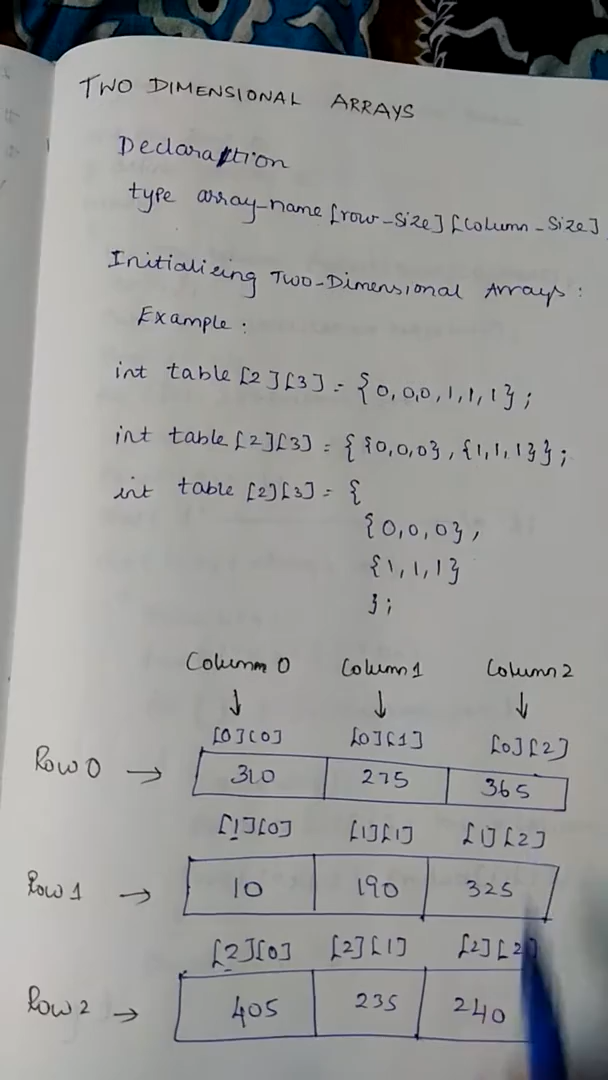 TWO DIMENSIONAL ARRAYS
Declaration
type array-name [row-size] [column-size]
Initializing Two-Dimensional Arrays:
Example:
int table [2][3] = {0,0,0,1,1,1};
int table [2][3] = { {0,0,0}, {1,1,1}};
int table [2][3] = {
{0,0,0},
{1,1,1}
};
Column 0 Column 1 Column 2
[0][0] [0][1] [0][2]
Row 0 → 310 275 365
[1][0] [1][1] [1][2]
Row 1 → 10 190 325
[2][0] [2][1] [2][2]
Row 2 → 405 235 240